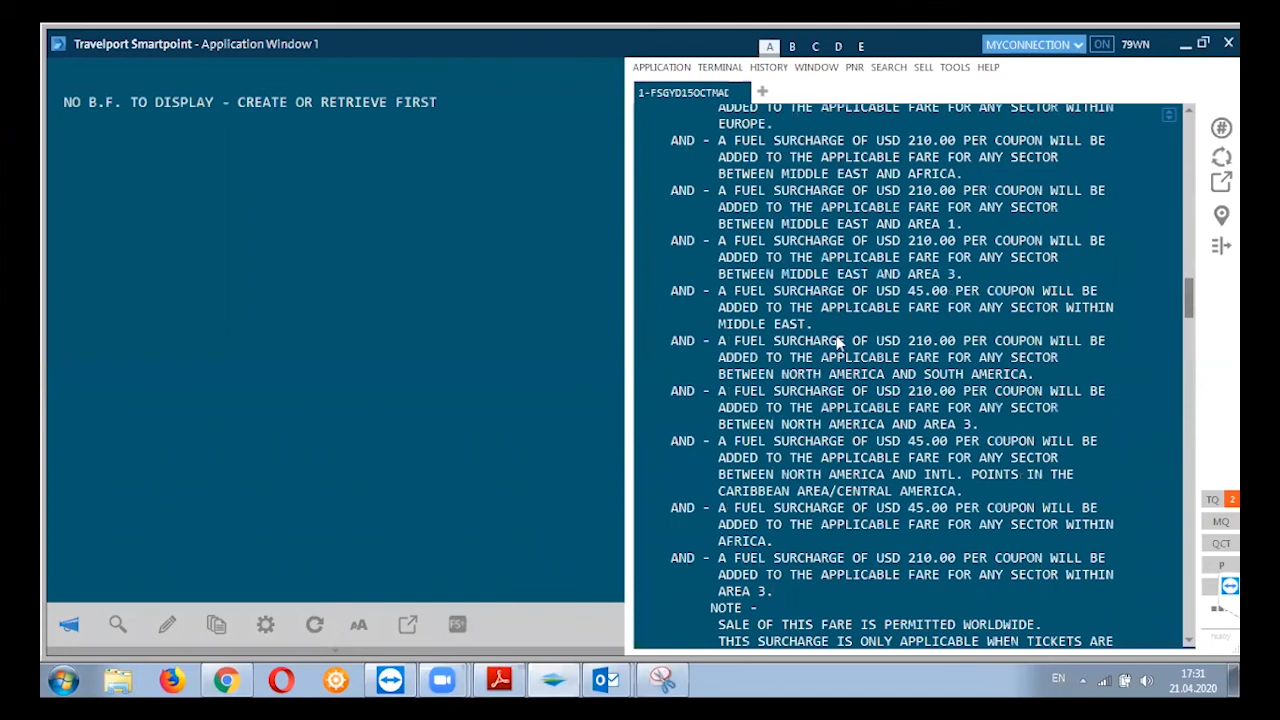 Travelport Smartpoint - Application Window 1
A B C D E
MYCONNECTION ON 79WN
APPLICATION TERMINAL HISTORY WINDOW PNR SEARCH SELL TOOLS HELP
1-FSGYD15OCTMAE
NO B.F. TO DISPLAY - CREATE OR RETRIEVE FIRST
ADDED TO THE APPLICABLE FARE FOR ANY SECTOR WITHIN
EUROPE.
AND - A FUEL SURCHARGE OF USD 210.00 PER COUPON WILL BE
ADDED TO THE APPLICABLE FARE FOR ANY SECTOR
BETWEEN MIDDLE EAST AND AFRICA.
AND - A FUEL SURCHARGE OF USD 210.00 PER COUPON WILL BE
ADDED TO THE APPLICABLE FARE FOR ANY SECTOR
BETWEEN MIDDLE EAST AND AREA 1.
AND - A FUEL SURCHARGE OF USD 210.00 PER COUPON WILL BE
ADDED TO THE APPLICABLE FARE FOR ANY SECTOR
BETWEEN MIDDLE EAST AND AREA 3.
AND - A FUEL SURCHARGE OF USD 45.00 PER COUPON WILL BE
ADDED TO THE APPLICABLE FARE FOR ANY SECTOR WITHIN
MIDDLE EAST.
AND - A FUEL SURCHARGE OF USD 210.00 PER COUPON WILL BE
ADDED TO THE APPLICABLE FARE FOR ANY SECTOR
BETWEEN NORTH AMERICA AND SOUTH AMERICA.
AND - A FUEL SURCHARGE OF USD 210.00 PER COUPON WILL BE
ADDED TO THE APPLICABLE FARE FOR ANY SECTOR
BETWEEN NORTH AMERICA AND AREA 3.
AND - A FUEL SURCHARGE OF USD 45.00 PER COUPON WILL BE
ADDED TO THE APPLICABLE FARE FOR ANY SECTOR
BETWEEN NORTH AMERICA AND INTL. POINTS IN THE
CARIBBEAN AREA/CENTRAL AMERICA.
AND - A FUEL SURCHARGE OF USD 45.00 PER COUPON WILL BE
ADDED TO THE APPLICABLE FARE FOR ANY SECTOR WITHIN
AFRICA.
AND - A FUEL SURCHARGE OF USD 210.00 PER COUPON WILL BE
ADDED TO THE APPLICABLE FARE FOR ANY SECTOR WITHIN
AREA 3.
NOTE -
SALE OF THIS FARE IS PERMITTED WORLDWIDE.
THIS SURCHARGE IS ONLY APPLICABLE WHEN TICKETS ARE
TQ 2
MQ
QCT
P
ready
AA
FS+
EN
17:31
21.04.2020